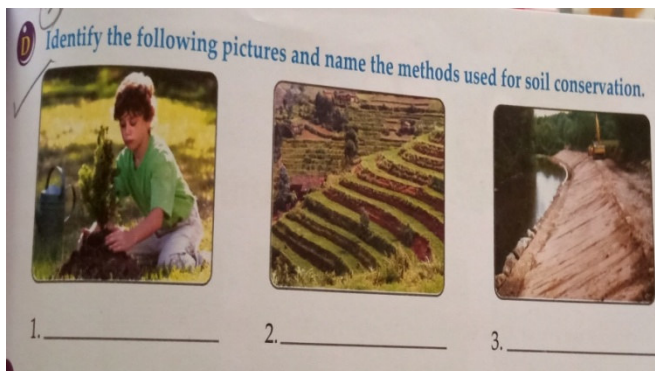 D Identify the following pictures and name the methods used for soil conservation.
1. 2. 3.